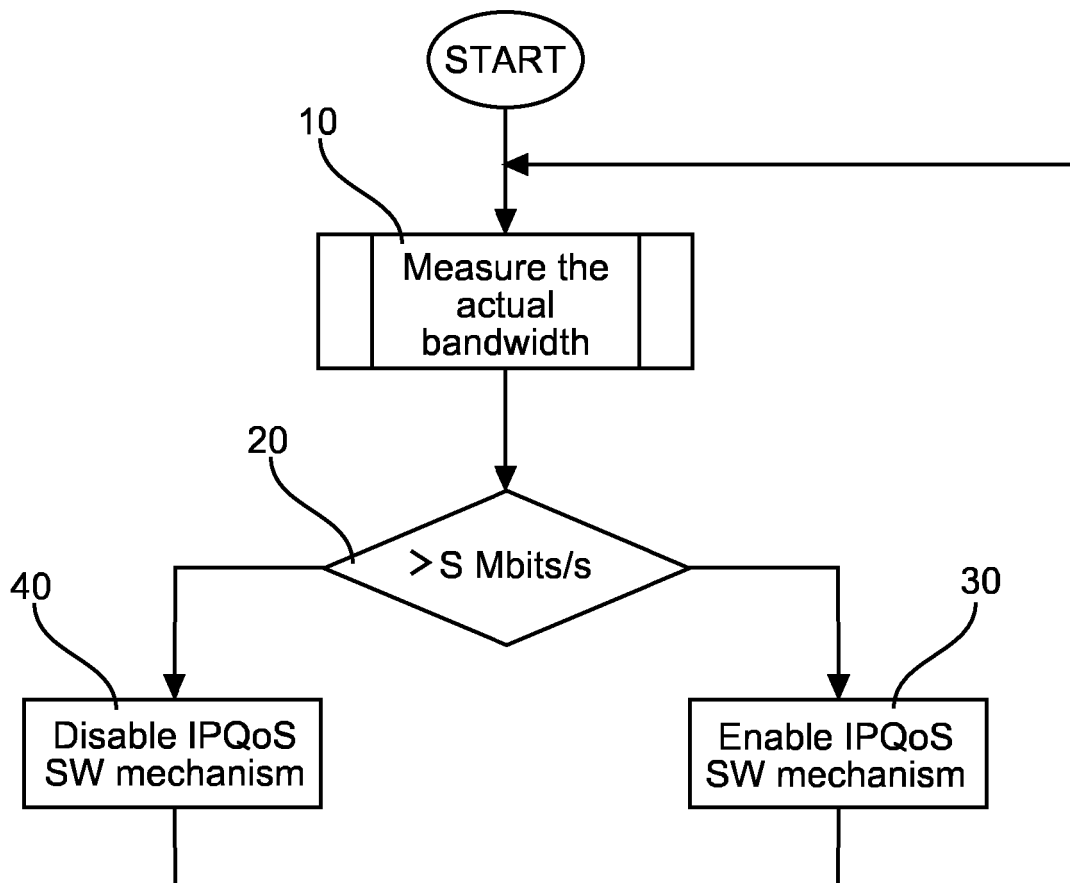 START
10
Measure the
actual
bandwidth
20
> S Mbits/s
40
30
Disable IPQoS
SW mechanism
Enable IPQoS
SW mechanism